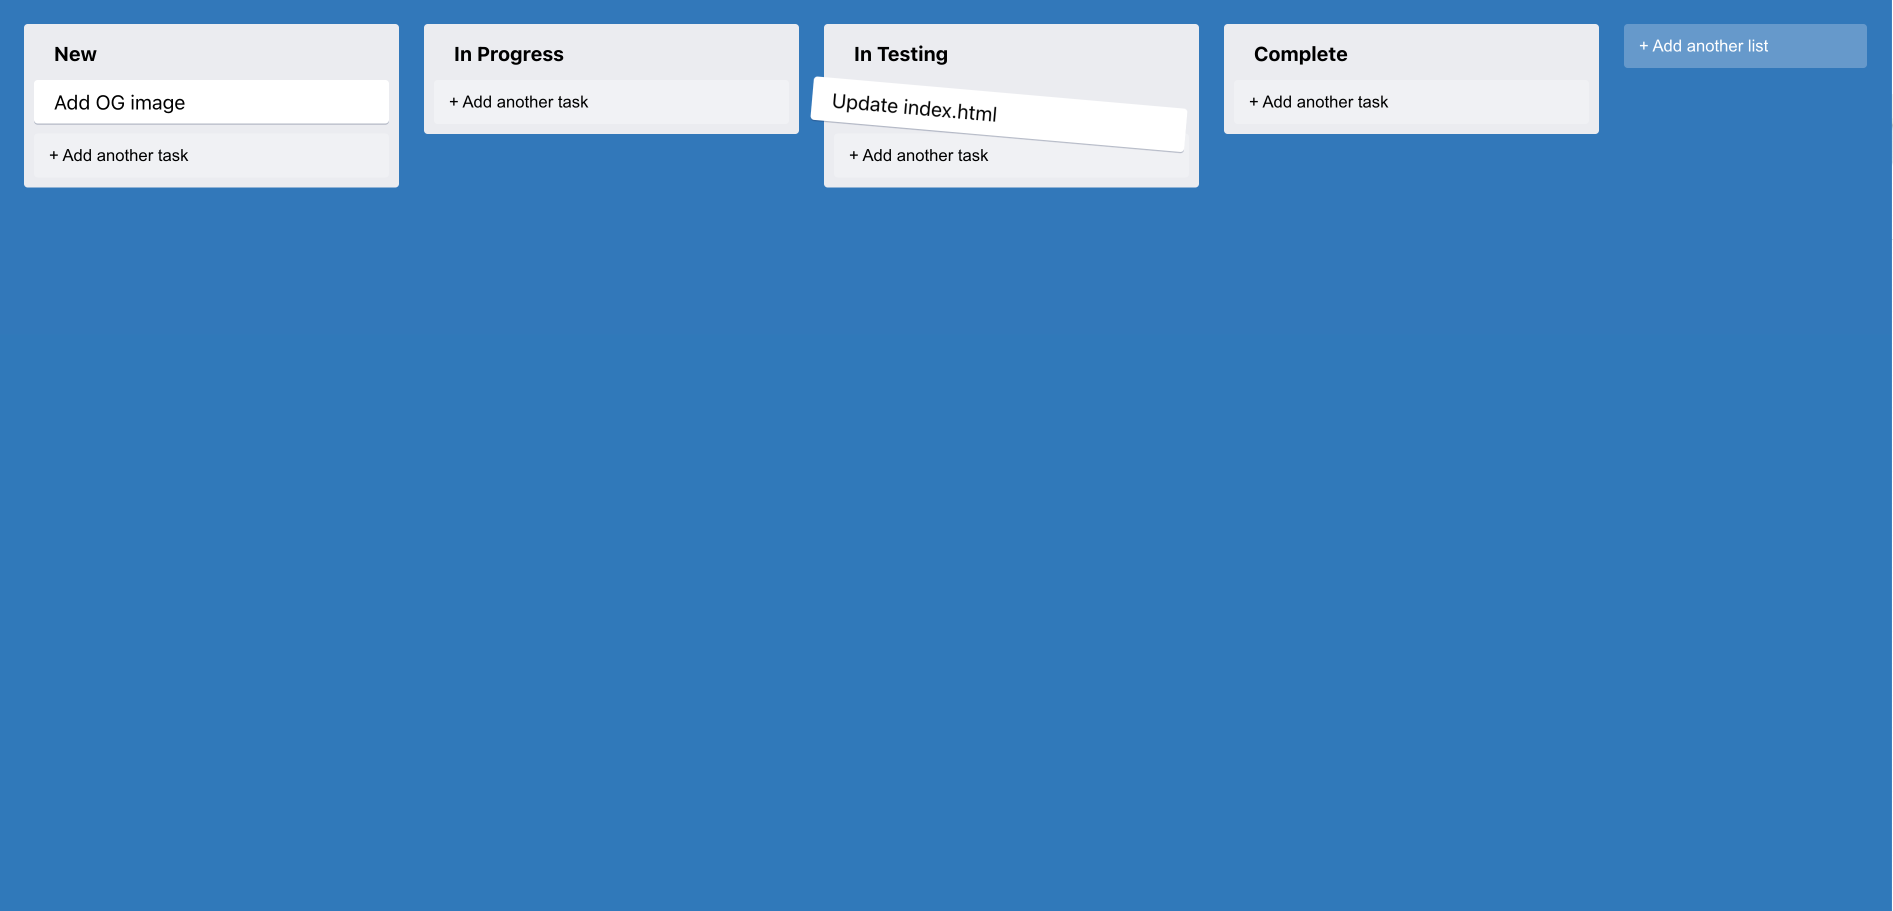 New
Add OG image
+ Add another task
In Progress
+ Add another task
In Testing
Update index.html
+ Add another task
Complete
+ Add another task
+ Add another list